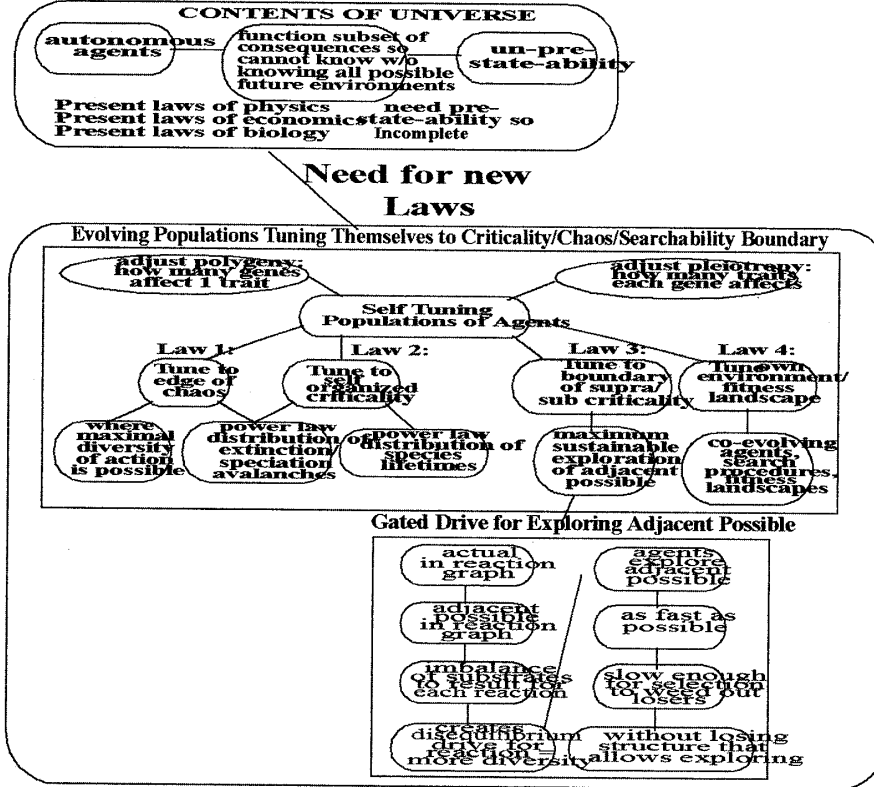 CONTENTS OF UNIVERSE
autonomous
agents
function subset of
consequences so
cannot know w/o
knowing all possible
future environments
un-pre-
state-ability
Present laws of physics
Present laws of economics
Present laws of biology
need pre-
state-ability so
Incomplete
Need for new
Laws
Evolving Populations Tuning Themselves to Criticality/Chaos/Searchability Boundary
adjust polygeny:
how many genes
affect 1 trait
adjust pleiotropy:
how many traits
each gene affects
Self Tuning
Populations of Agents
Law 1:
Tune to
edge of
chaos
Law 2:
Tune to
self
organized
criticality
Law 3:
Tune to
boundary
of supra/
sub criticality
Law 4:
Tune own
environment/
fitness
landscape
where
maximal
diversity
of action
is possible
power law
distribution of
extinction/
speciation
avalanches
power law
distribution of
species
lifetimes
maximum
sustainable
exploration
of adjacent
possible
co-evolving
agents,
search
procedures,
fitness
landscapes
Gated Drive for Exploring Adjacent Possible
actual
in reaction
graph
adjacent
possible
in reaction
graph
imbalance
of substrates
to result for
each reaction
creates
disequilibrium
drive for
reaction =
more diversity
agents
explore
adjacent
possible
as fast as
possible
slow enough
for selection
to weed out
losers
without losing
structure that
allows exploring